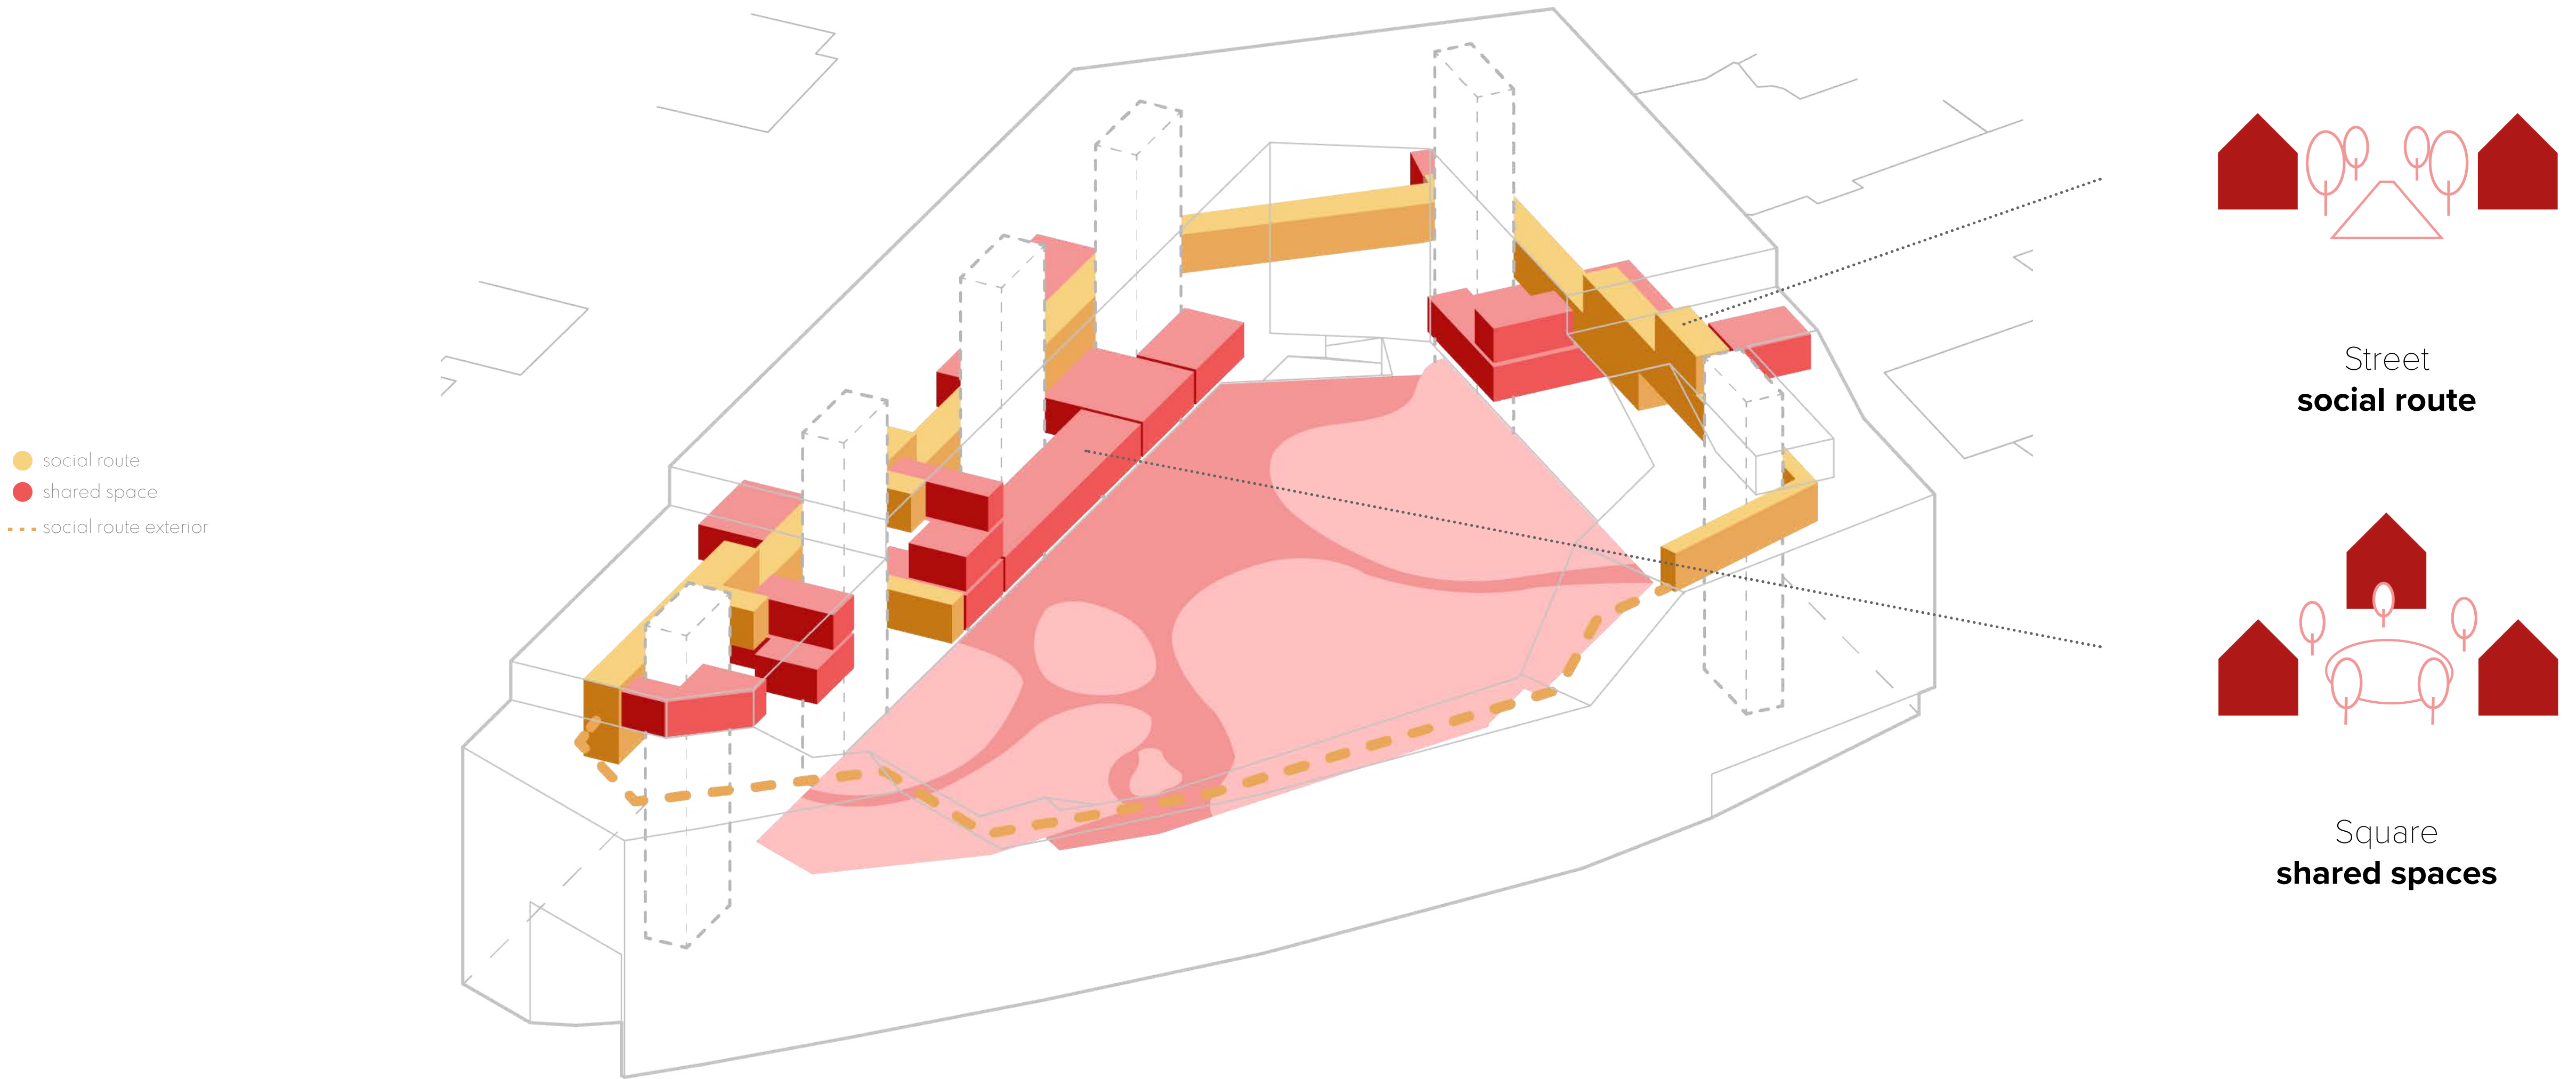 social route
shared space
social route exterior
Street
social route
Square
shared spaces